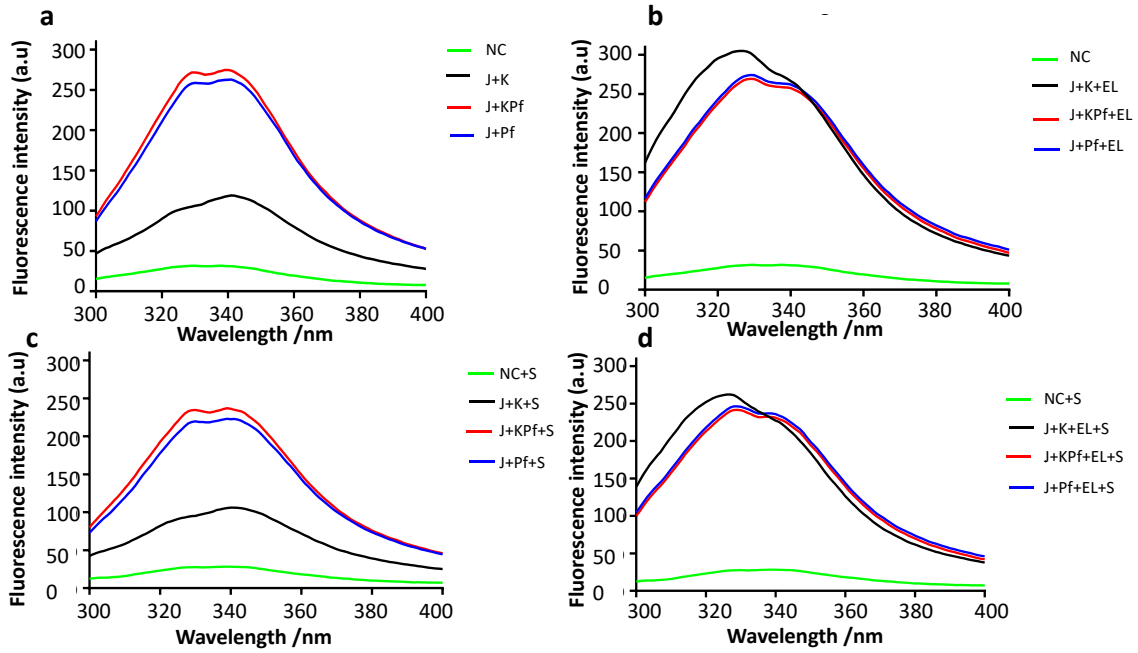 a
Fluorescence intensity (a.u)
300
250
200
150
100
50
0
300 320 340 360 380 400
Wavelength /nm
NC
J+K
J+KPf
J+Pf
b
Fluorescence intensity (a.u)
300
250
200
150
100
50
0
300 320 340 360 380 400
Wavelength /nm
NC
J+K+EL
J+KPf+EL
J+Pf+EL
c
Fluorescence intensity (a.u)
300
250
200
150
100
50
0
300 320 340 360 380 400
Wavelength /nm
NC+S
J+K+S
J+KPf+S
J+Pf+S
d
Fluorescence intensity (a.u)
300
250
200
150
100
50
0
300 320 340 360 380 400
Wavelength /nm
NC+S
J+K+EL+S
J+KPf+EL+S
J+Pf+EL+S